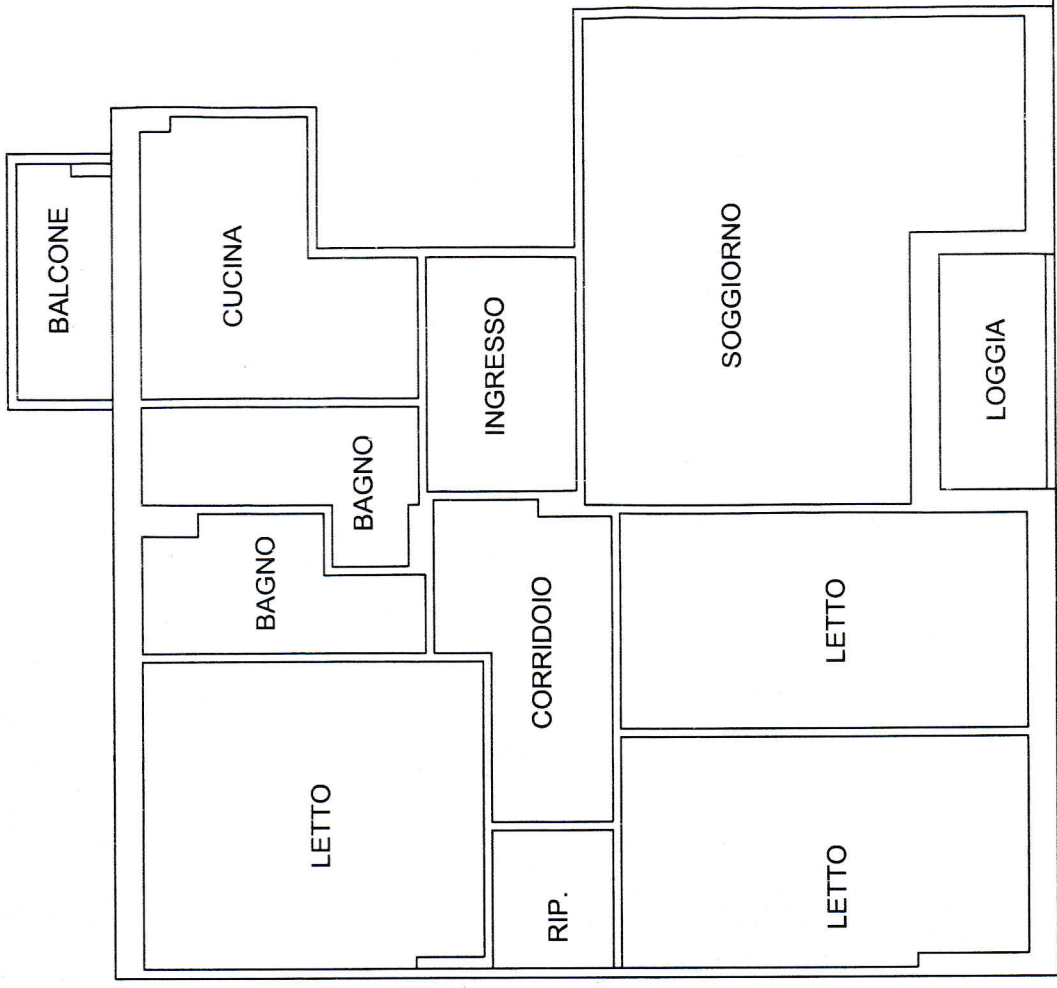 BALCONE
LETTO
BAGNO
BAGNO
CUCINA
RIP.
CORRIDOIO
INGRESSO
LETTO
LETTO
SOGGIORNO
LOGGIA